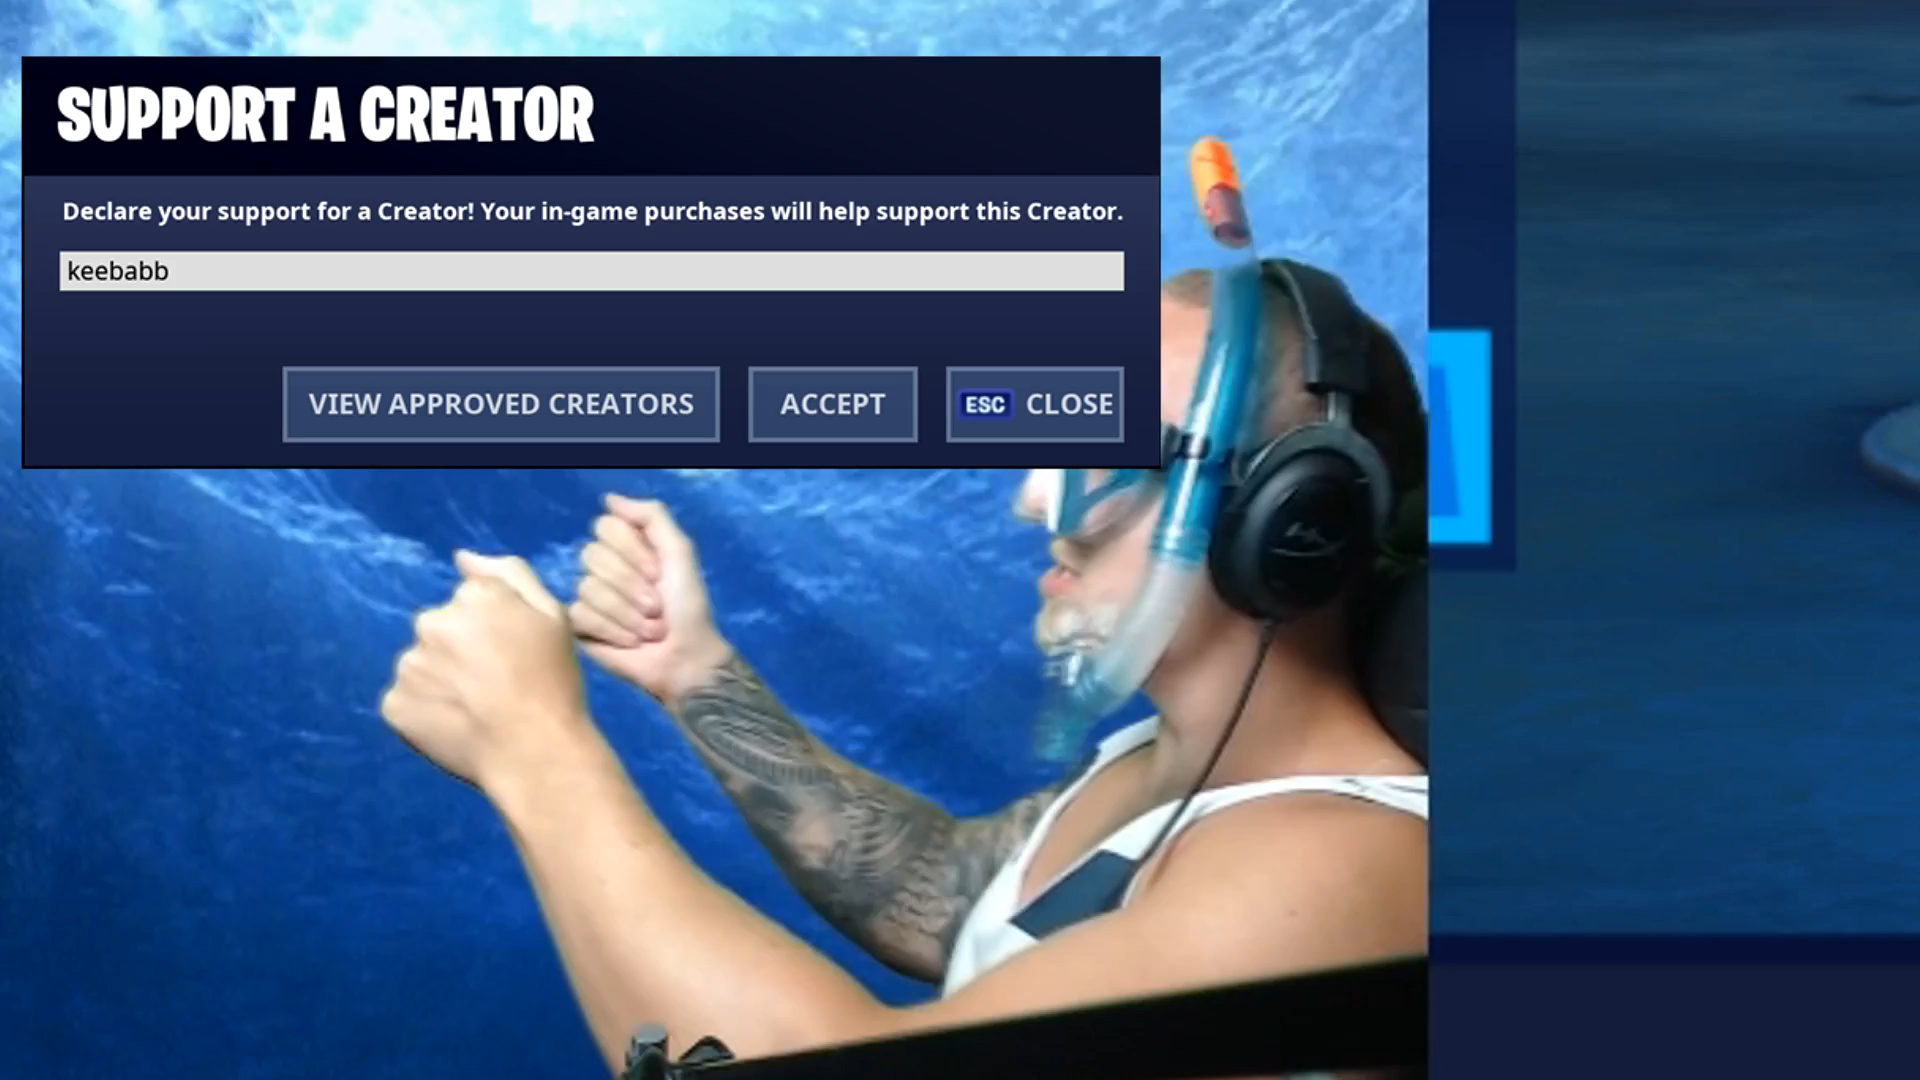 SUPPORT A CREATOR
Declare your support for a Creator! Your in-game purchases will help support this Creator.
keebabb
VIEW APPROVED CREATORS ACCEPT ESC CLOSE